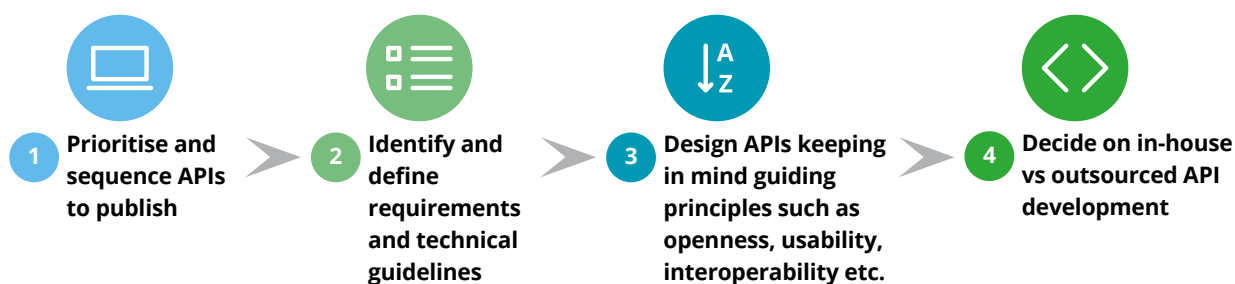 A
Z
1
Prioritise and
sequence APIs
to publish
2
Identify and
define
requirements
and technical
guidelines
3
Design APIs keeping
in mind guiding
principles such as
openness, usability,
interoperability etc.
4
Decide on in-house
vs outsourced API
development